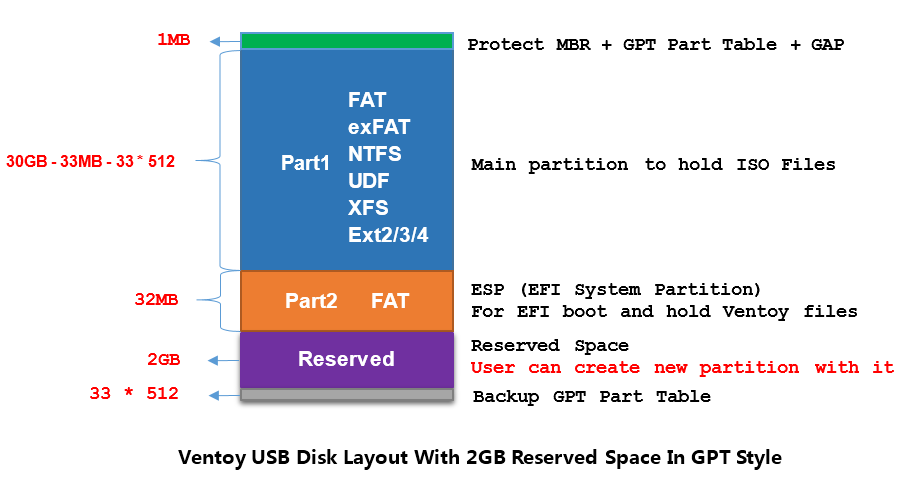 1MB
Protect MBR + GPT Part Table + GAP
30GB - 33MB - 33 * 512
Part1
FAT
exFAT
NTFS
UDF
XFS
Ext2/3/4
Main partition to hold ISO Files
32MB
Part2 FAT
ESP (EFI System Partition)
For EFI boot and hold Ventoy files
2GB
Reserved
Reserved Space
User can create new partition with it
33 * 512
Backup GPT Part Table
Ventoy USB Disk Layout With 2GB Reserved Space In GPT Style